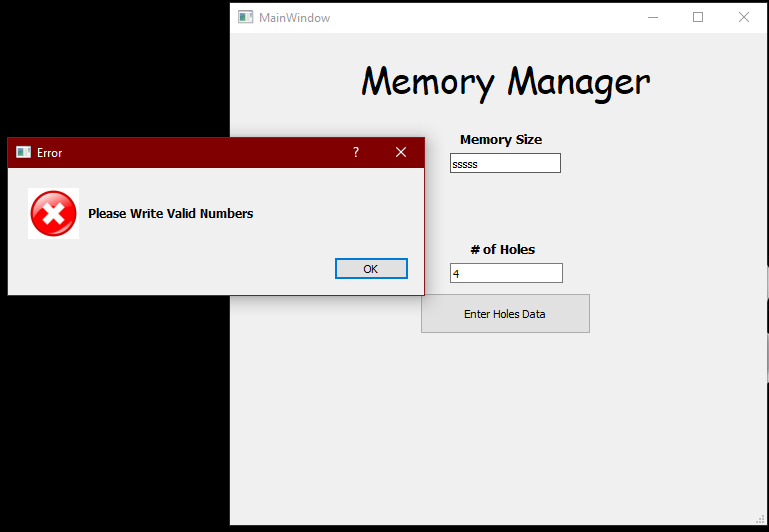 MainWindow
Memory Manager
Error
?
Please Write Valid Numbers
OK
Memory Size
sssss
# of Holes
4
Enter Holes Data